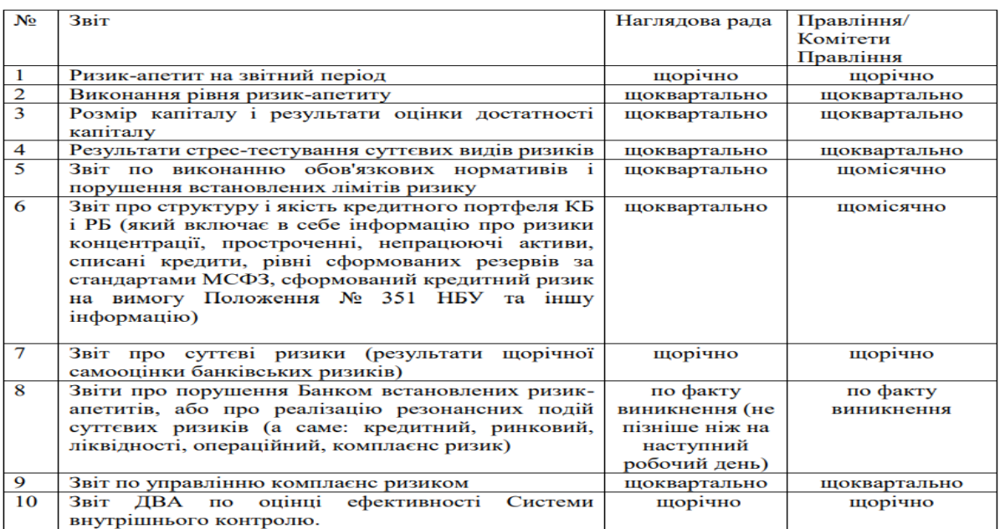 № Звіт Наглядова рада Правління/
Комітети
Правління
1 Ризик-апетит на звітний період щорічно щорічно
2 Виконання рівня ризик-апетиту щоквартально щоквартально
3 Розмір капіталу і результати оцінки достатності щоквартально щоквартально
капіталу
4 Результати стрес-тестування суттєвих видів ризиків щоквартально щоквартально
5 Звіт по виконанню обов'язкових нормативів і щоквартально щомісячно
порушення встановлених лімітів ризику
6 Звіт про структуру і якість кредитного портфеля КБ щоквартально щомісячно
і РБ (який включає в себе інформацію про ризики
концентрації, простроченні, непрацюючі активи,
списані кредити, рівні сформованих резервів за
стандартами МСФЗ, сформований кредитний ризик
на вимогу Положення № 351 НБУ та іншу
інформацію)
7 Звіт про суттєві ризики (результати щорічної щорічно щорічно
самооцінки банківських ризиків)
8 Звіти про порушення Банком встановлених ризик- по факту по факту
апетитів, або про реалізацію резонансних подій виникнення (не виникнення
суттєвих ризиків (а саме: кредитний, ринковий, пізніше ніж на
ліквідності, операційний, комплаєнс ризик) наступний
робочий день)
9 Звіт по управлінню комплаєнс ризиком щоквартально щоквартально
10 Звіт ДВА по оцінці ефективності Системи щорічно щорічно
внутрішнього контролю.